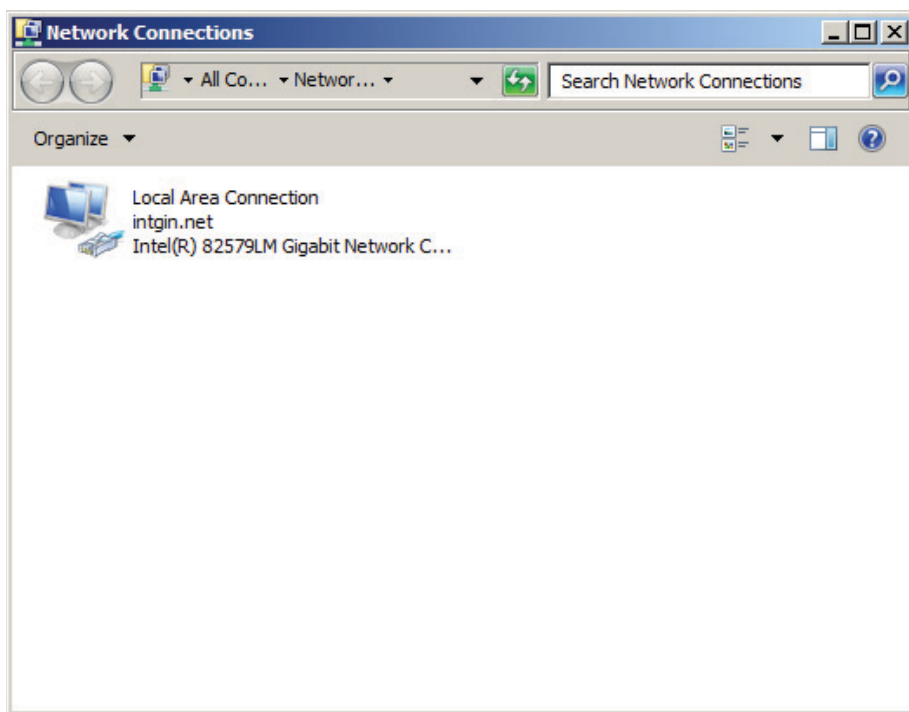 Network Connections
All Co... Networ... Search Network Connections
Organize
Local Area Connection
intgin.net
Intel(R) 82579LM Gigabit Network C...